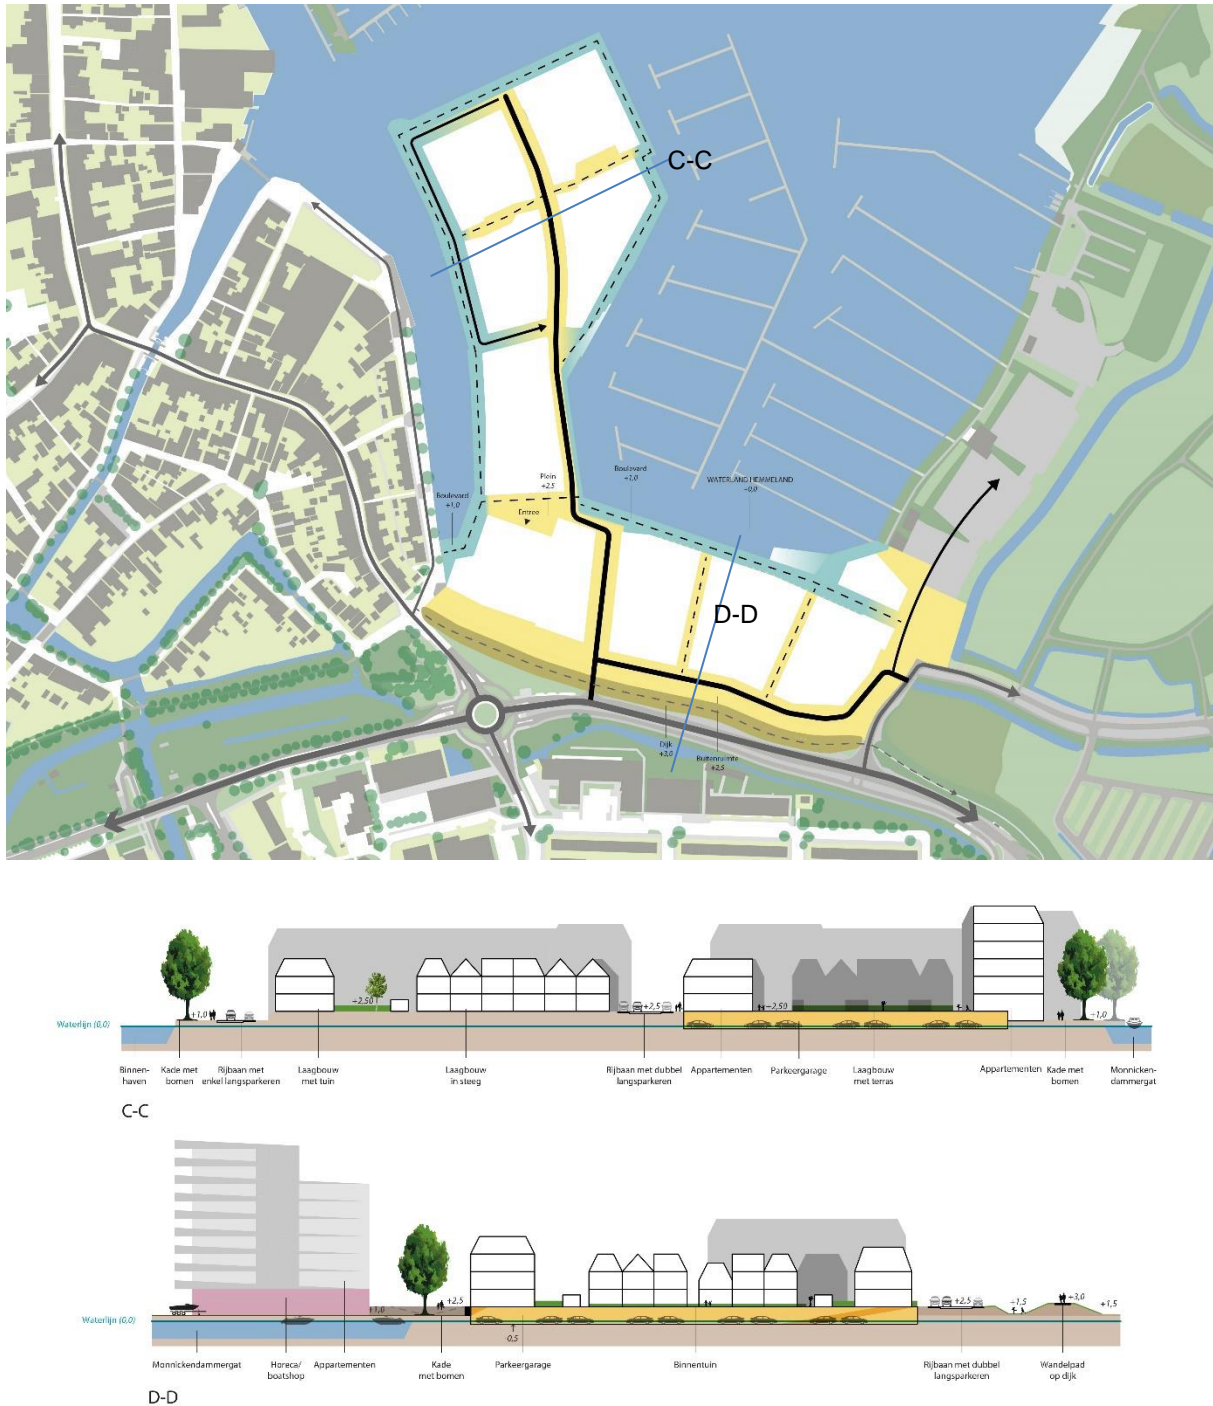 C-C
Plein
+2,5
Boulevard
+1,0
WATERLAND HEMMELAND
-0,0
Boulevard
+1,0
Entree
D-D
Dijk
+3,0
Buitenruimte
+2,5
+1,0
+2,50
+2,5
+2,50
+1,0
Waterlijn (0,0)
Binnen-
haven
Kade met
bomen
Rijbaan met
enkel langsparkeren
Laagbouw
met tuin
Laagbouw
in steeg
Rijbaan met dubbel
langsparkeren
Appartementen
Parkeergarage
Laagbouw
met terras
Appartementen
Kade met
bomen
Monnicken-
dammergat
C-C
+1,0
+2,5
+2,5
+1,5
+3,0
+1,5
Waterlijn (0,0)
-0,5
Monnickendammergat
Horeca/
boatshop
Appartementen
Kade
met bomen
Parkeergarage
Binnentuin
Rijbaan met dubbel
langsparkeren
Wandelpad
op dijk
D-D